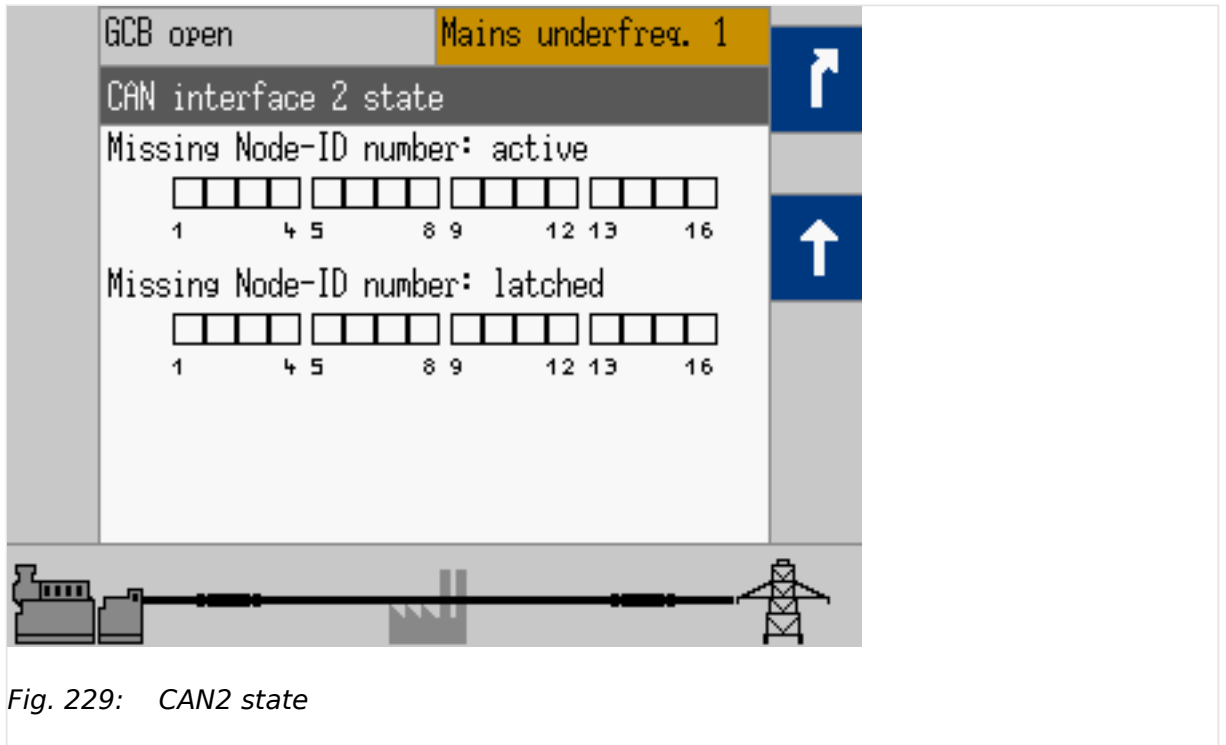 GCB open Mains underfreq. 1
CAN interface 2 state
Missing Node-ID number: active
1 4 5 8 9 12 13 16
Missing Node-ID number: latched
1 4 5 8 9 12 13 16
Fig. 229: CAN2 state